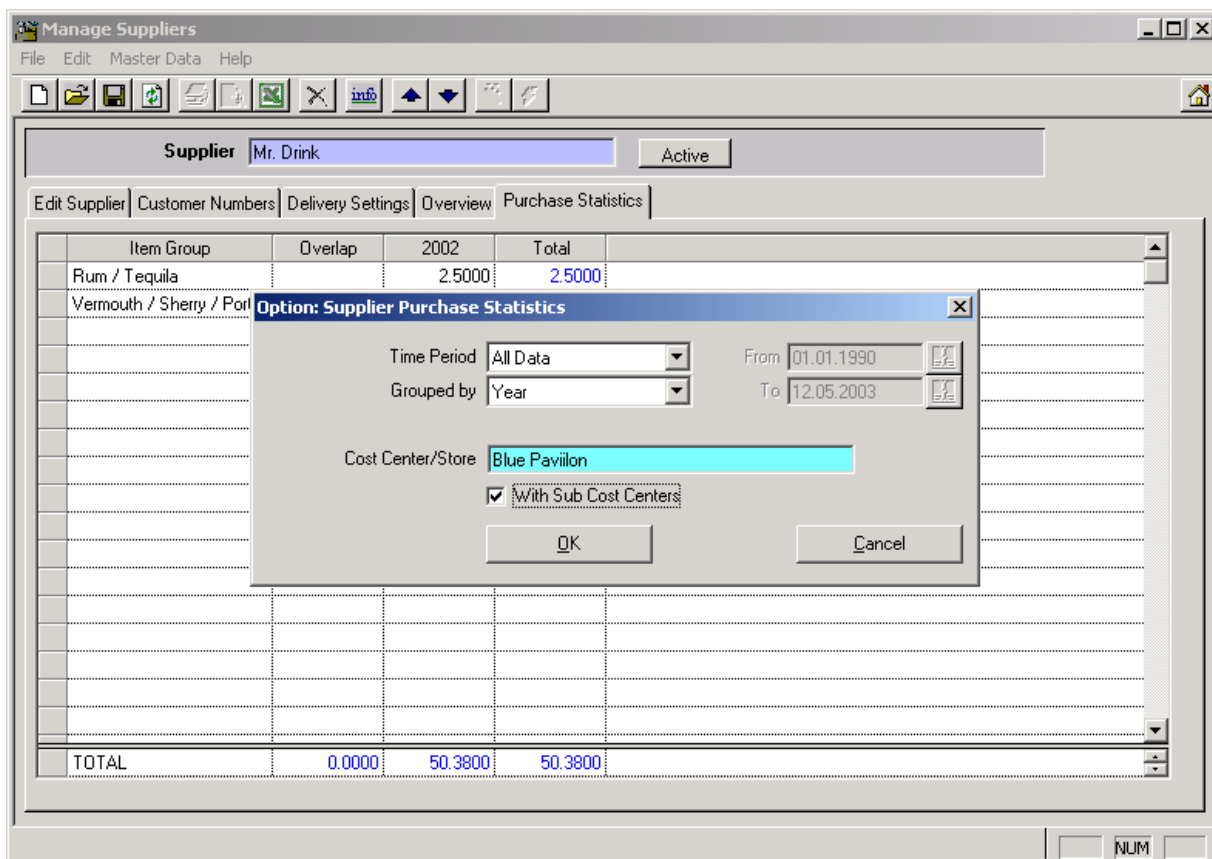 Manage Suppliers
File Edit Master Data Help
info
Supplier Mr. Drink Active
Edit Supplier Customer Numbers Delivery Settings Overview Purchase Statistics
Item Group Overlap 2002 Total
Rum / Tequila 2.5000 2.5000
Vermouth / Sherry / Port
Option: Supplier Purchase Statistics
Time Period All Data From 01.01.1990
Grouped by Year To 12.05.2003
Cost Center/Store Blue Paviilon
With Sub Cost Centers
OK Cancel
TOTAL 0.0000 50.3800 50.3800
NUM